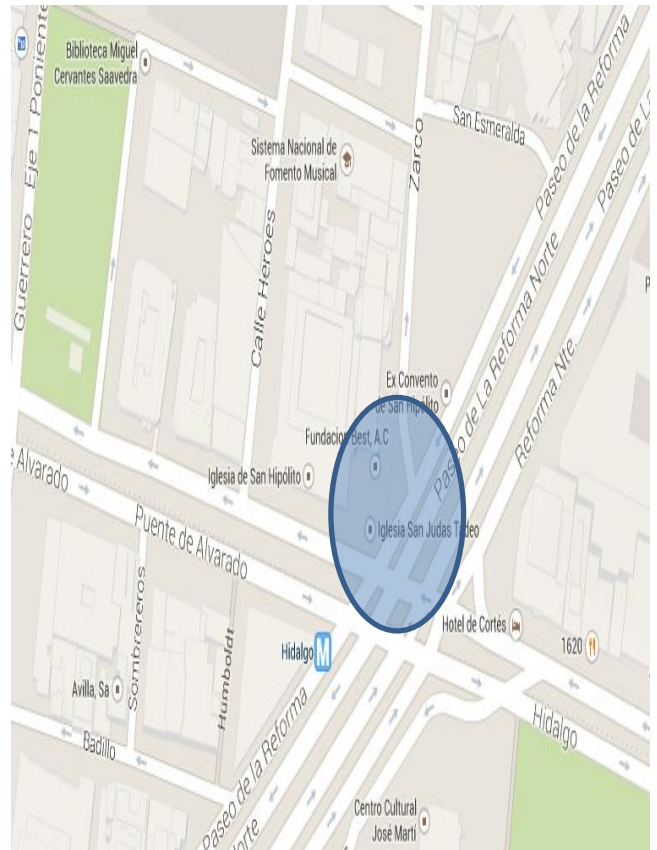 Biblioteca Miguel
Cervantes Saavedra
Eje 1 Poniente
Guerrero
Sistema Nacional de
Fomento Musical
San Esmeralda
Zarco
Paseo de la Reforma
Paseo de La
Calle Heroes
Paseo de La Reforma Norte
Reforma Nte.
P
Ex Convento
de San Hipólito
Fundacion Best, A.C
Iglesia de San Hipólito
Iglesia San Judas Tadeo
e Alvarado
Puente de Alvarado
Hotel de Cortés
1620
Hidalgo
M
Sombrereros
Humboldt
Avilla, Sa
Badillo
Hidalgo
Paseo de la Reforma
orte
Centro Cultural
José Martí